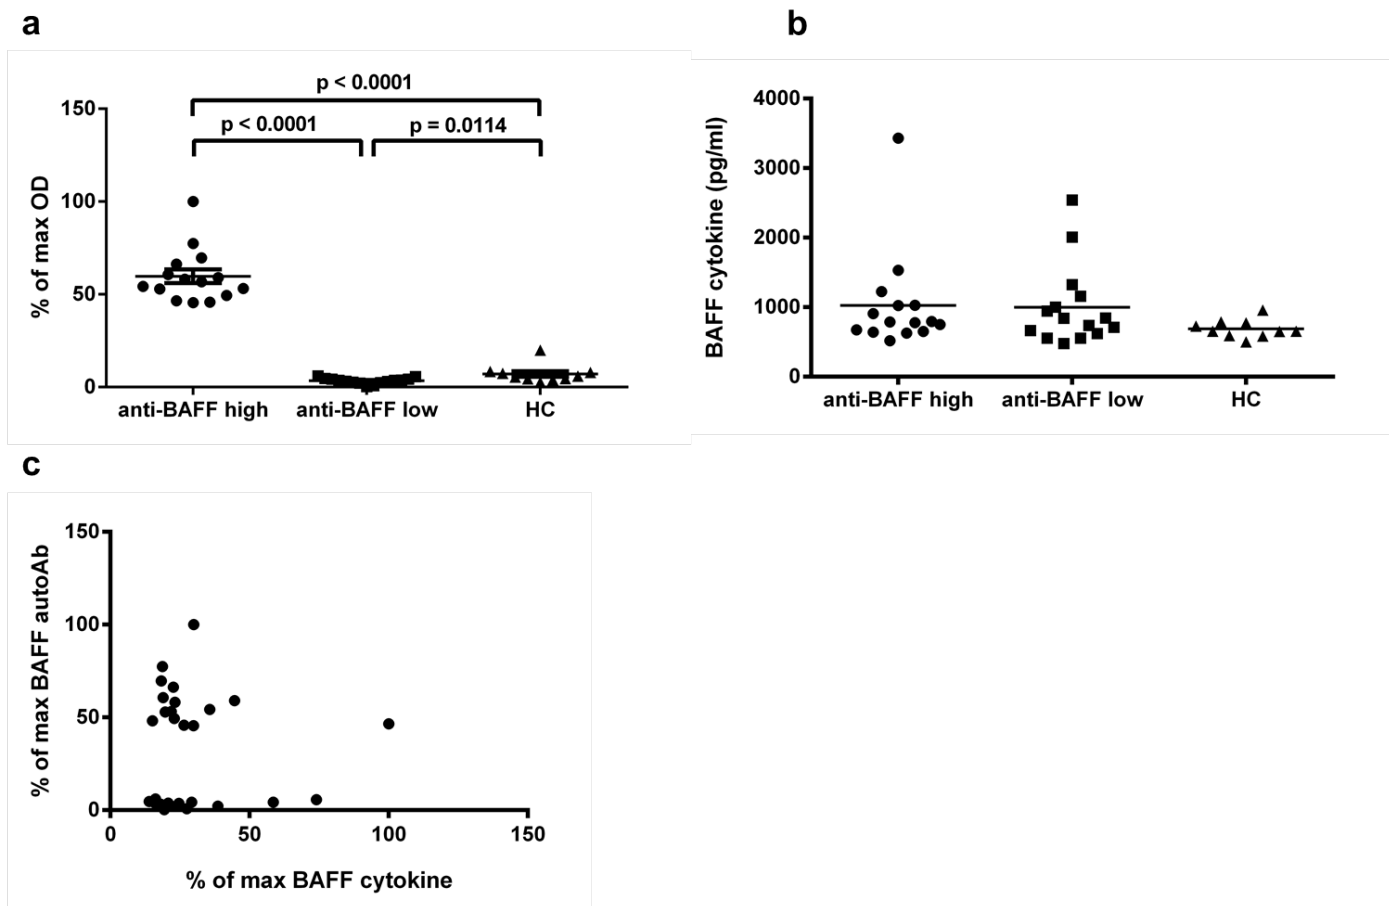 a
p < 0.0001
p < 0.0001
p = 0.0114
% of max OD
150
100
50
0
anti-BAFF high
anti-BAFF low
HC
b
BAFF cytokine (pg/ml)
4000
3000
2000
1000
0
anti-BAFF high
anti-BAFF low
HC
c
% of max BAFF autoAb
150
100
50
0
0
50
100
150
% of max BAFF cytokine